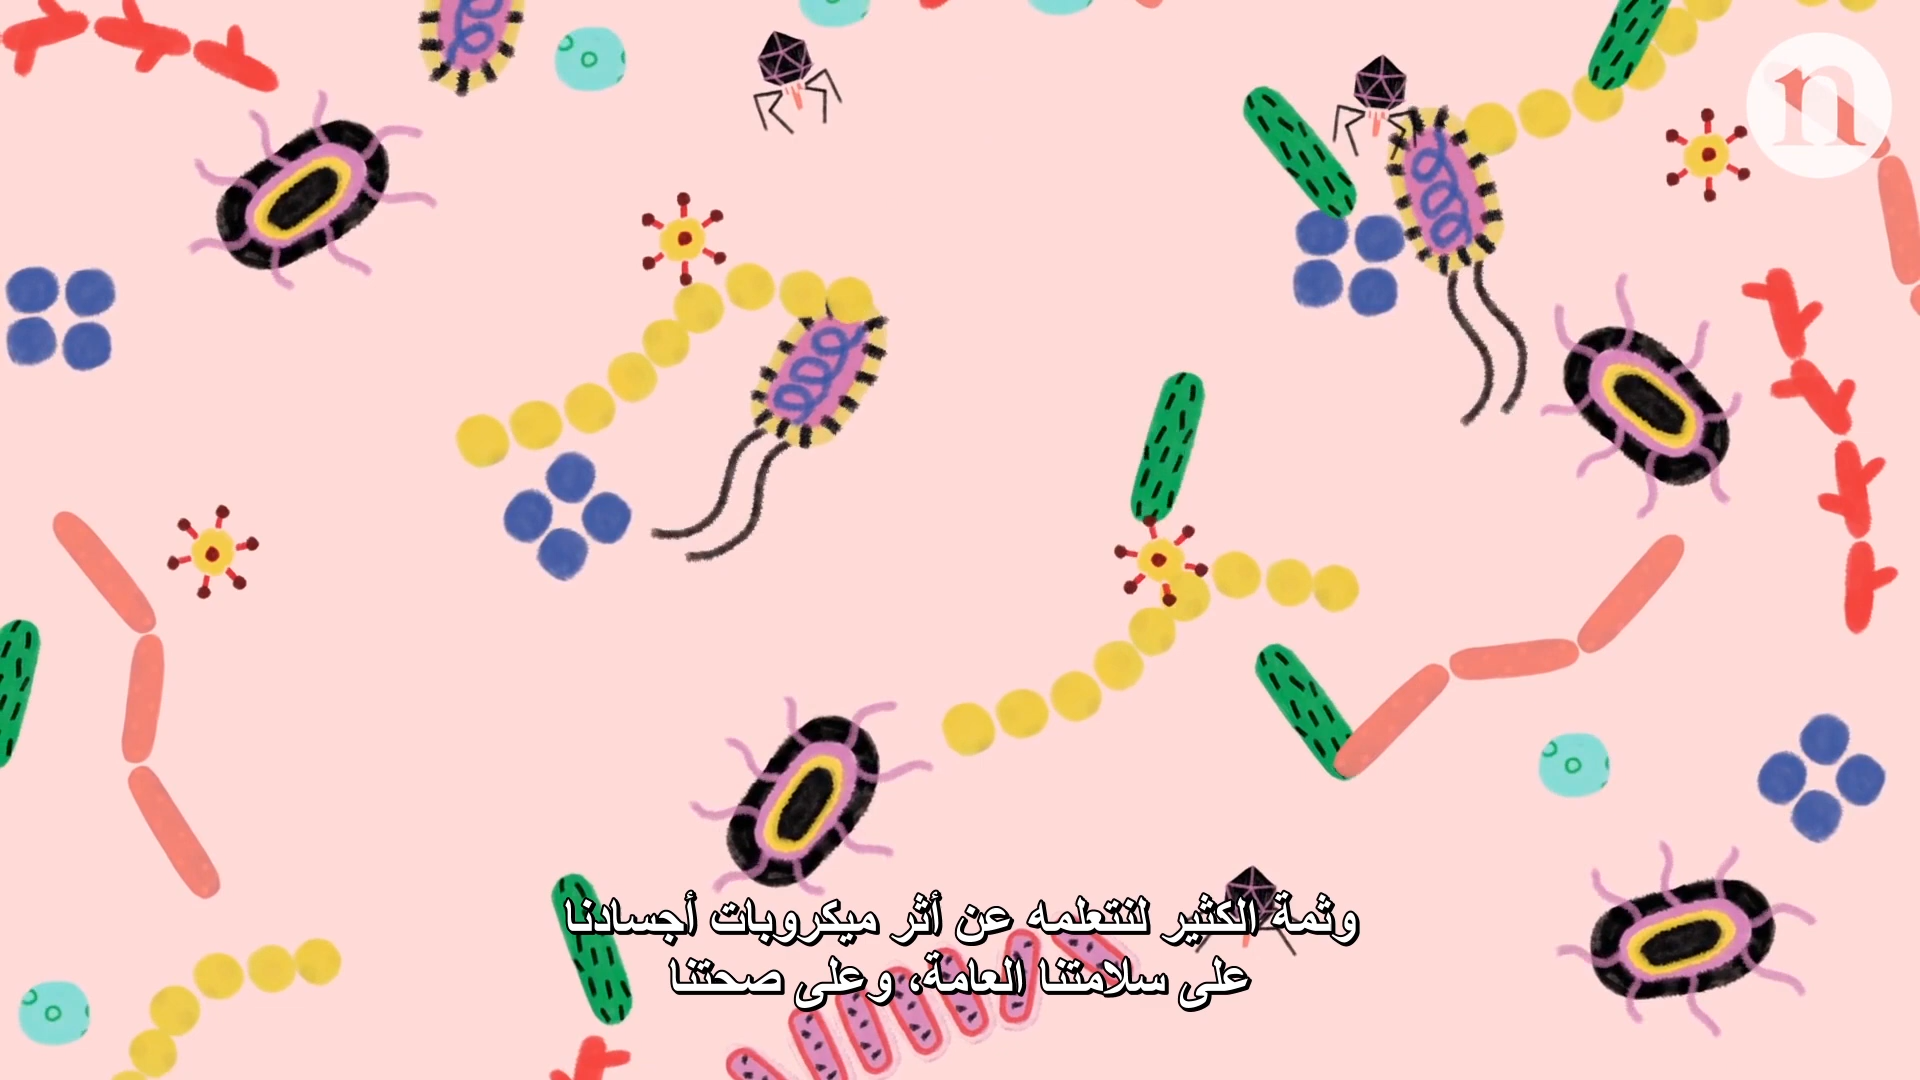 n
وثمة الكثير لنتعلمه عن أثر ميكروبات أجسادنا
على سلامتنا العامة، وعلى صحتنا